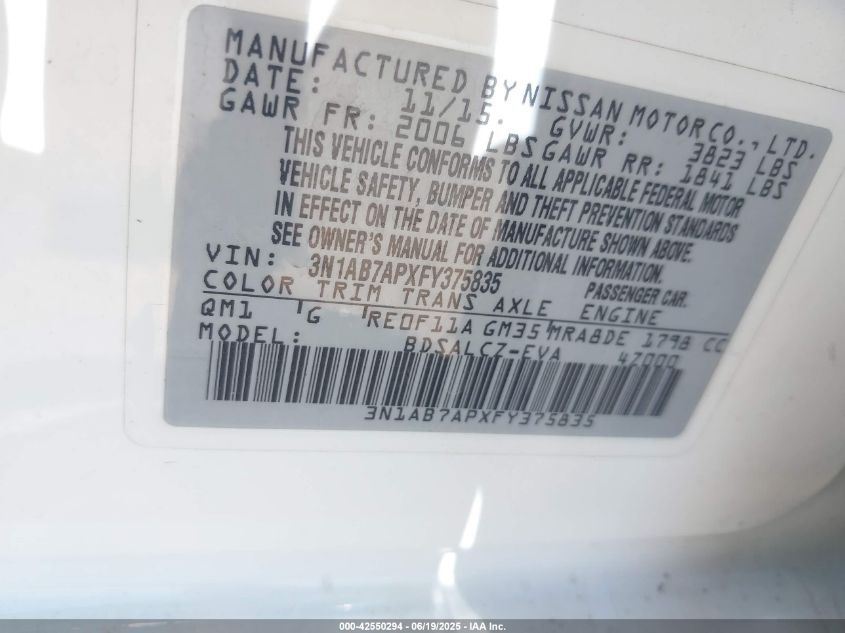 MANUFACTURED BY NISSAN MOTOR CO., LTD.
DATE: 11/15. GVWR: 3823 LBS
GAWR FR: 2006 LBS GAWR RR: 1841 LBS
THIS VEHICLE CONFORMS TO ALL APPLICABLE FEDERAL MOTOR
VEHICLE SAFETY, BUMPER AND THEFT PREVENTION STANDARDS
IN EFFECT ON THE DATE OF MANUFACTURE SHOWN ABOVE.
SEE OWNER'S MANUAL FOR ADDITIONAL INFORMATION.
VIN: 3N1AB7APXFY375835 PASSENGER CAR.
COLOR TRIM TRANS AXLE ENGINE
QM1 G RE0F11A GM35 MRA8DE 1798 CC
MODEL: BDSALCZ-EVA 47000
3N1AB7APXFY375835
000-42550294 - 06/19/2025 - IAA Inc.